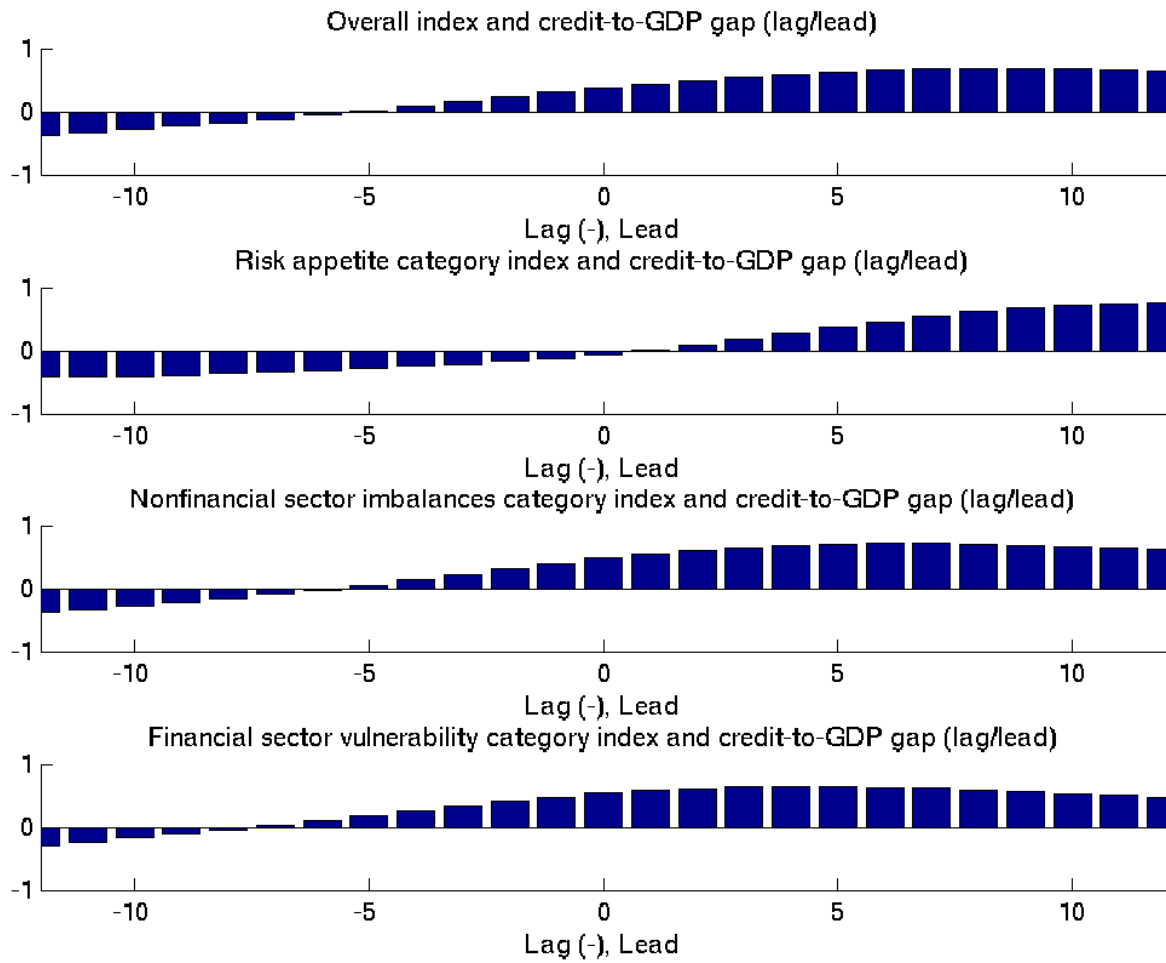 Overall index and credit-to-GDP gap (lag/lead)
1
0
-1
-10 -5 0 5 10
Lag (-), Lead
Risk appetite category index and credit-to-GDP gap (lag/lead)
1
0
-1
-10 -5 0 5 10
Lag (-), Lead
Nonfinancial sector imbalances category index and credit-to-GDP gap (lag/lead)
1
0
-1
-10 -5 0 5 10
Lag (-), Lead
Financial sector vulnerability category index and credit-to-GDP gap (lag/lead)
1
0
-1
-10 -5 0 5 10
Lag (-), Lead